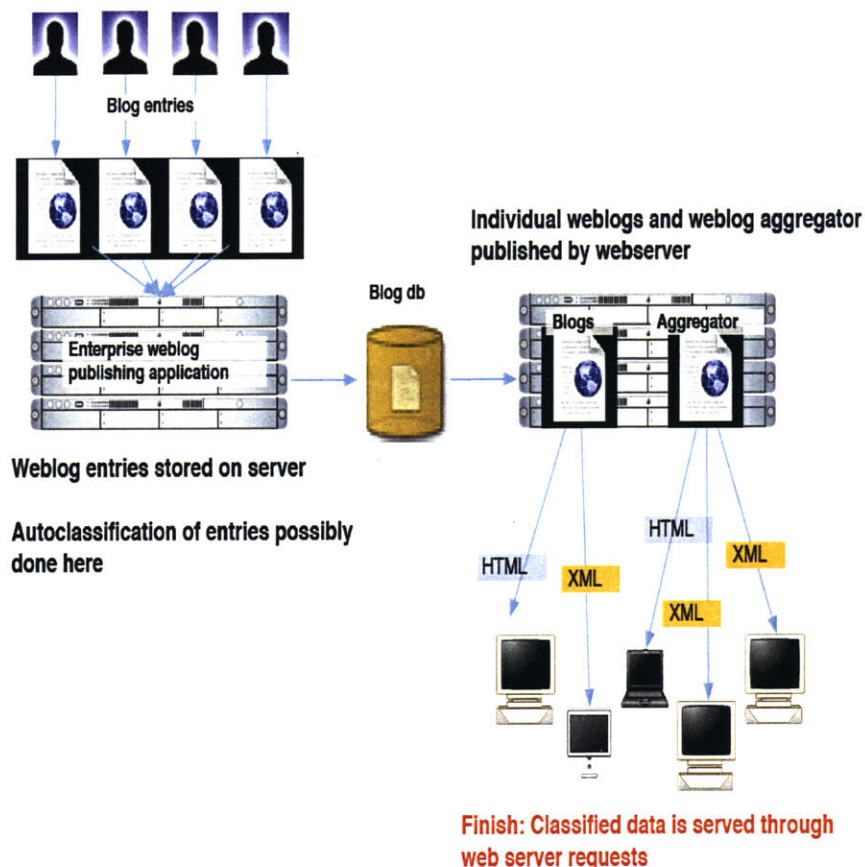 Blog entries
Individual weblogs and weblog aggregator
published by webserver
Blog db
Blogs
Aggregator
Enterprise weblog
publishing application
Weblog entries stored on server
Autoclassification of entries possibly
done here
HTML
XML
HTML
XML
XML
Finish: Classified data is served through
web server requests